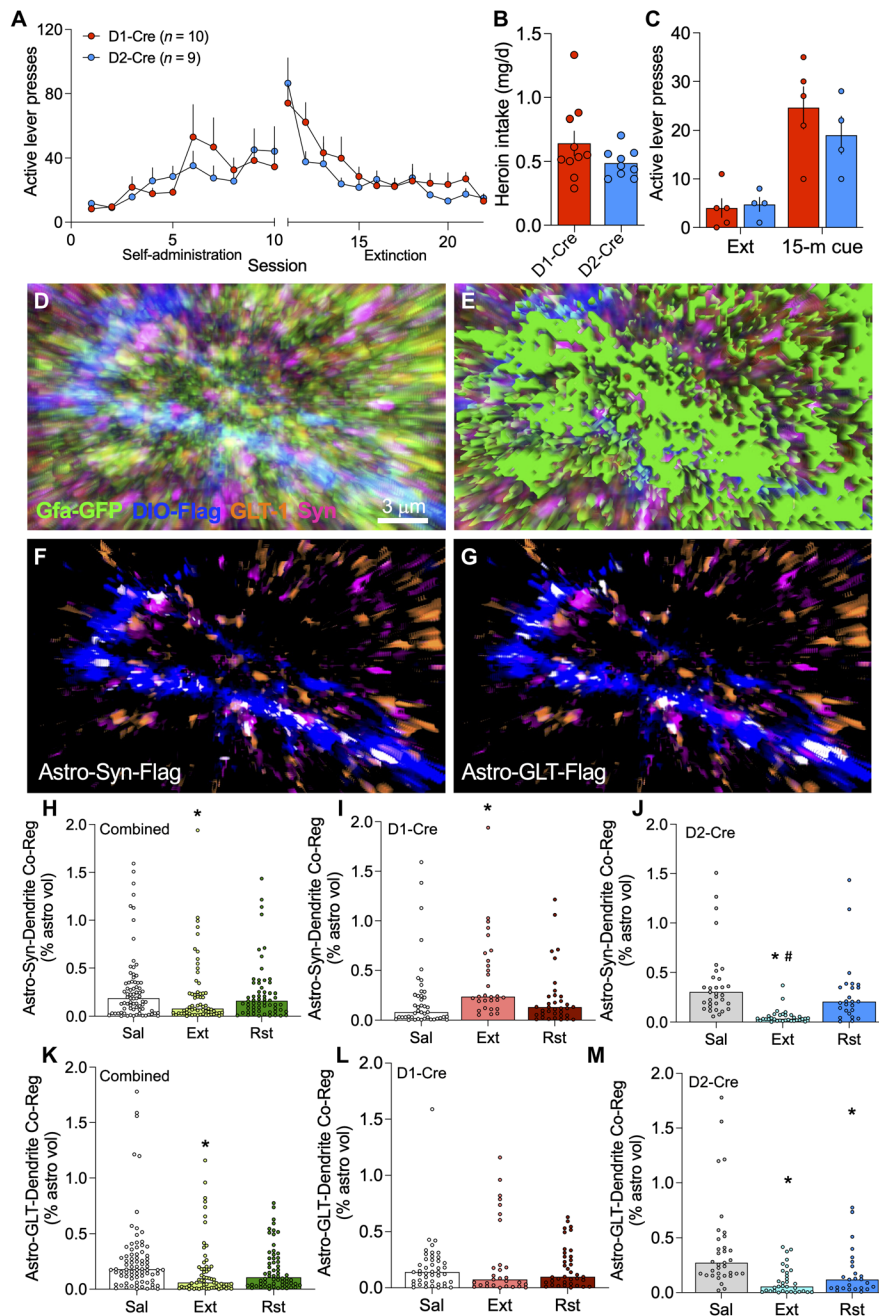 A
D1-Cre (n = 10)
D2-Cre (n = 9)
Active lever presses
120
80
40
0
0
5
10
15
20
Self-administration
Extinction
Session
B
Heroin intake (mg/d)
1.5
1.0
0.5
0.0
D1-Cre
D2-Cre
C
Active lever presses
40
30
20
10
0
Ext
15-m cue
D
Gfa-GFP DIO-Flag GLT-1 Syn
3 µm
E
F
Astro-Syn-Flag
G
Astro-GLT-Flag
H
Combined
Astro-Syn-Dendrite Co-Reg
(% astro vol)
2.0
1.5
1.0
0.5
0.0
*
Sal
Ext
Rst
I
D1-Cre
Astro-Syn-Dendrite Co-Reg
(% astro vol)
2.0
1.5
1.0
0.5
0.0
*
Sal
Ext
Rst
J
D2-Cre
Astro-Syn-Dendrite Co-Reg
(% astro vol)
2.0
1.5
1.0
0.5
0.0
* #
Sal
Ext
Rst
K
Combined
Astro-GLT-Dendrite Co-Reg
(% astro vol)
2.0
1.5
1.0
0.5
0.0
*
Sal
Ext
Rst
L
D1-Cre
Astro-GLT-Dendrite Co-Reg
(% astro vol)
2.0
1.5
1.0
0.5
0.0
Sal
Ext
Rst
M
D2-Cre
Astro-GLT-Dendrite Co-Reg
(% astro vol)
2.0
1.5
1.0
0.5
0.0
*
*
Sal
Ext
Rst